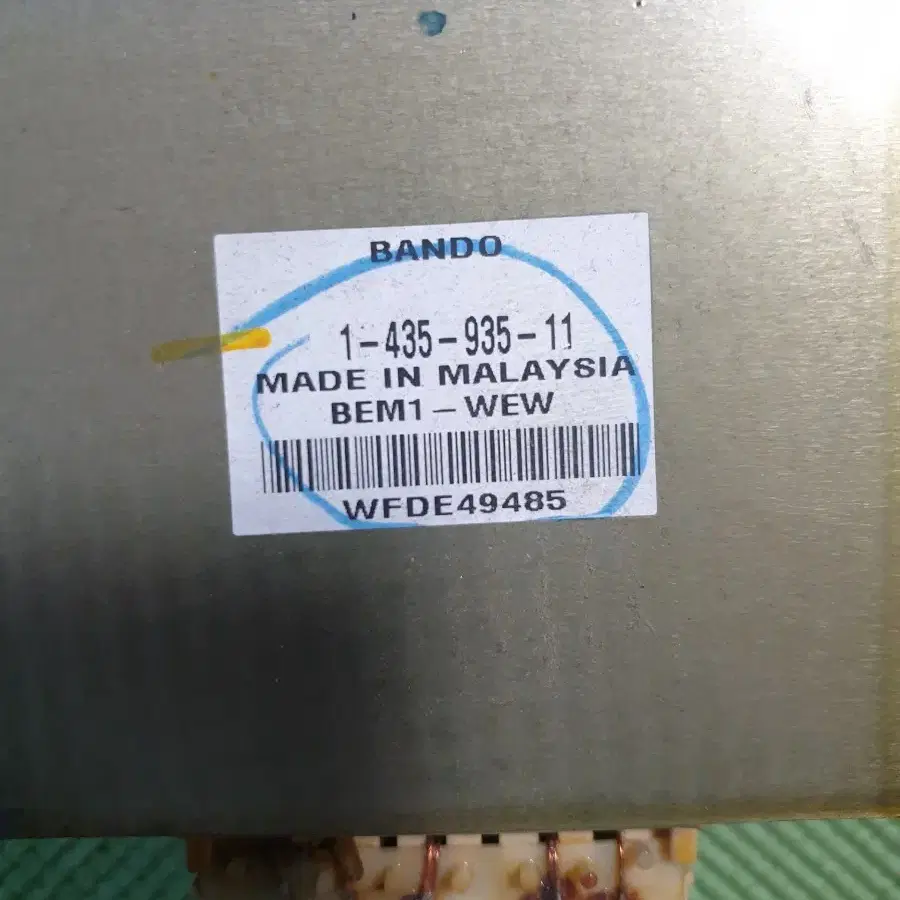 BANDO
1-435-935-11
MADE IN MALAYSIA
BEM1-WEW
WFDE49485